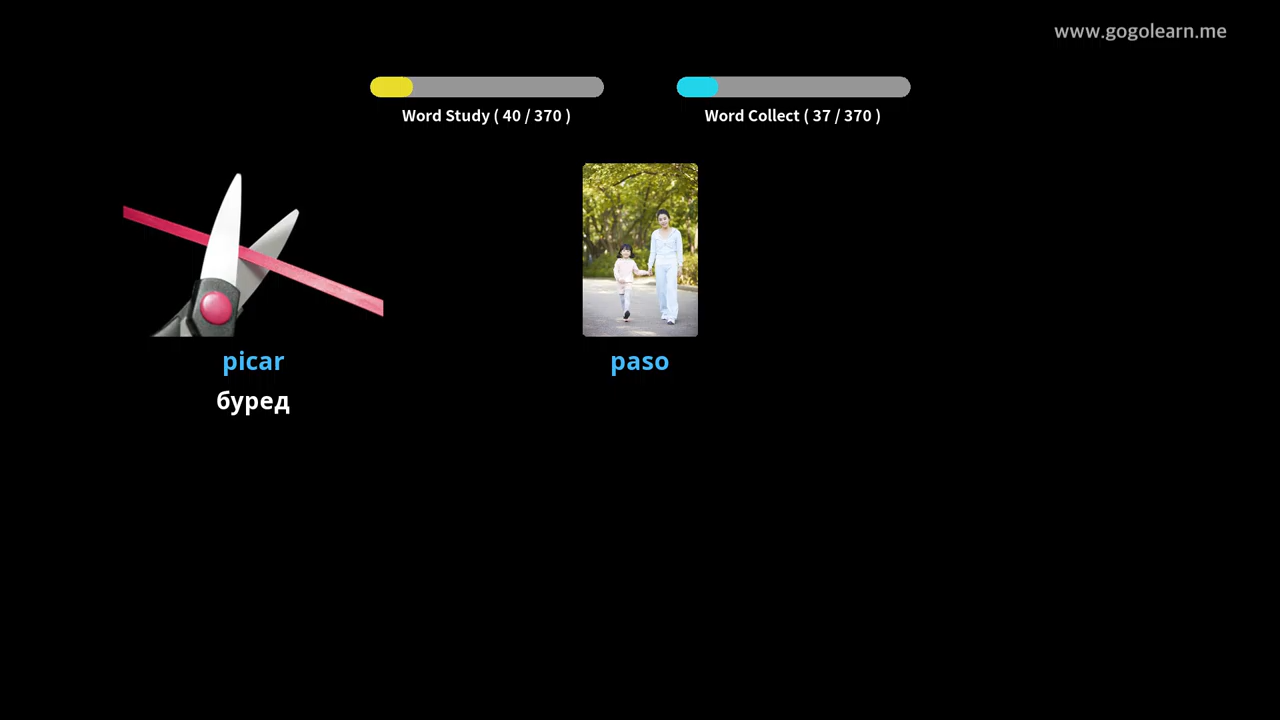 www.gogolearn.me
Word Study ( 40 / 370 )
Word Collect ( 37 / 370 )
picar
paso
буред